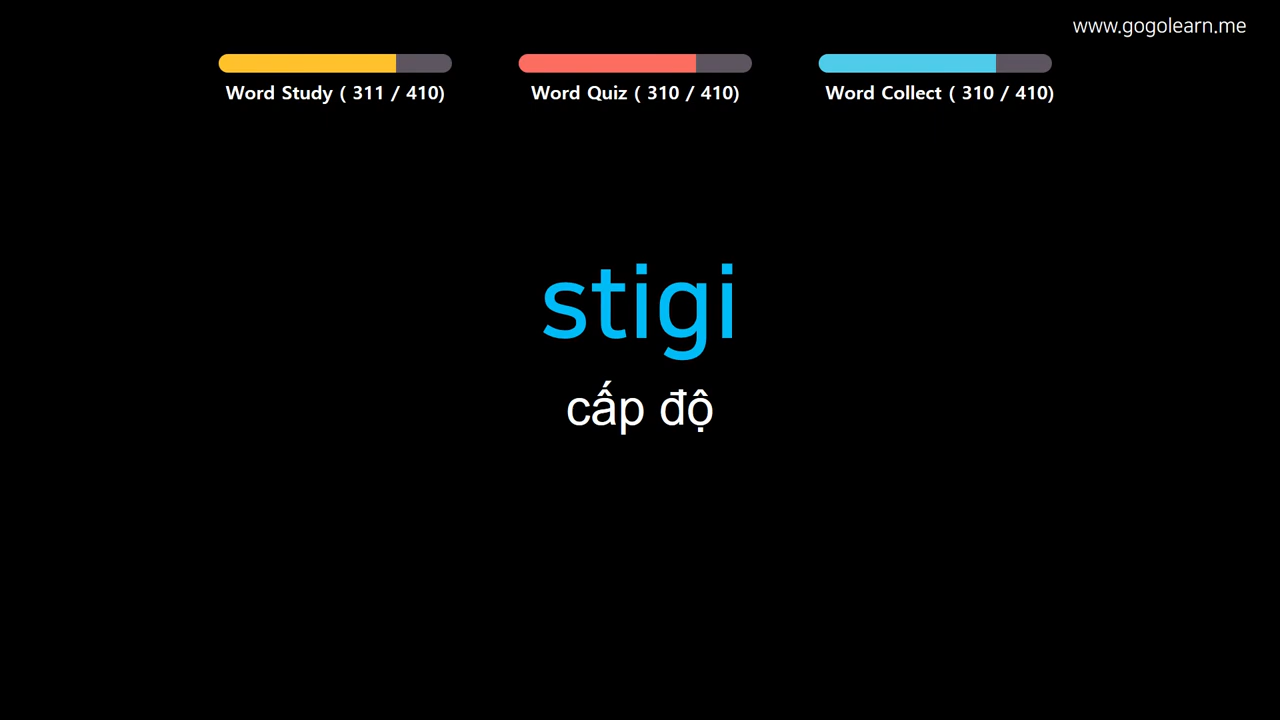 www.gogolearn.me
Word Study ( 311 / 410)
Word Quiz ( 310 / 410)
Word Collect ( 310 / 410)
stigi
cấp độ